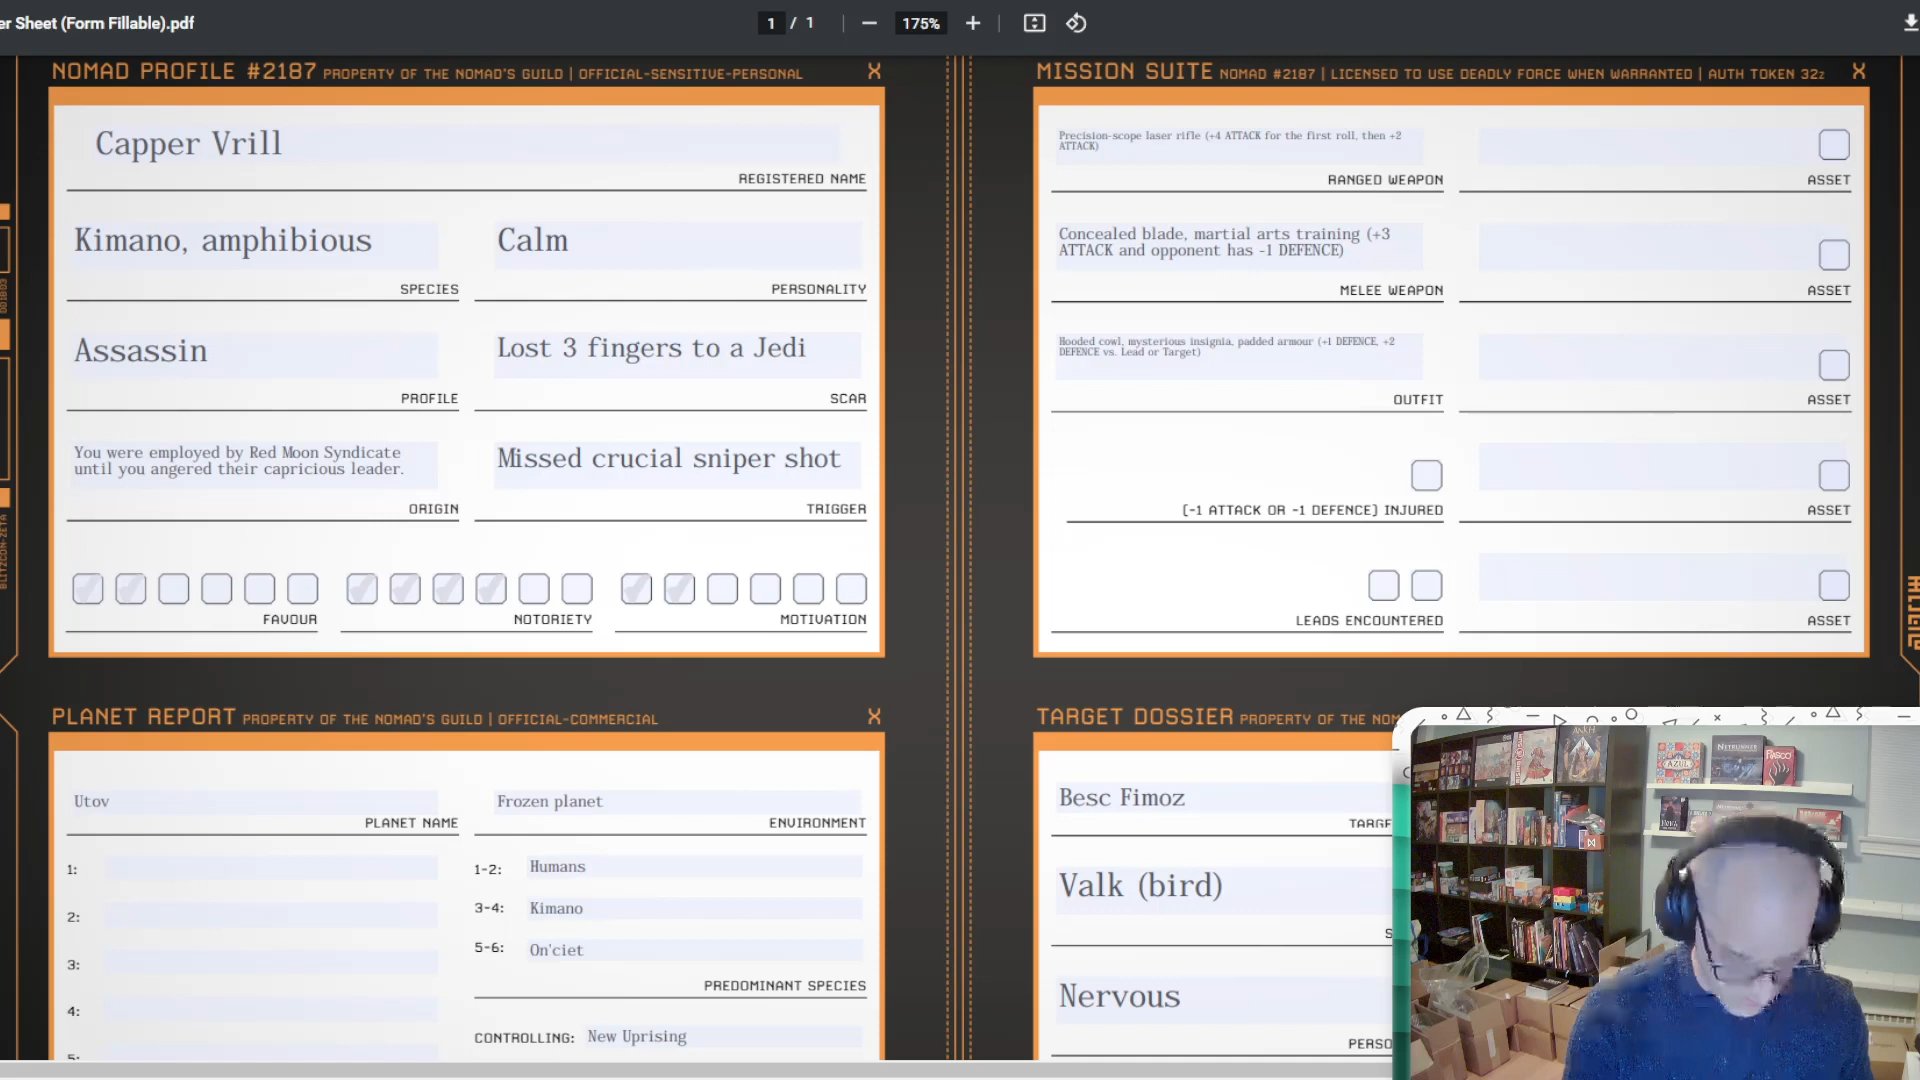 er Sheet (Form Fillable).pdf
1 / 1
175%
NOMAD PROFILE #2187 PROPERTY OF THE NOMAD'S GUILD | OFFICIAL-SENSITIVE-PERSONAL X
Capper Vrill
REGISTERED NAME
Kimano, amphibious
SPECIES
Calm
PERSONALITY
Assassin
PROFILE
Lost 3 fingers to a Jedi
SCAR
You were employed by Red Moon Syndicate
until you angered their capricious leader.
ORIGIN
Missed crucial sniper shot
TRIGGER
FAVOUR
NOTORIETY
MOTIVATION
MISSION SUITE NOMAD #2187 | LICENSED TO USE DEADLY FORCE WHEN WARRANTED | AUTH TOKEN 32z X
Precision-scope laser rifle (+4 ATTACK for the first roll, then +2
ATTACK)
RANGED WEAPON
ASSET
Concealed blade, martial arts training (+3
ATTACK and opponent has -1 DEFENCE)
MELEE WEAPON
ASSET
Hooded cowl, mysterious insignia, padded armour (+1 DEFENCE, +2
DEFENCE vs. Lead or Target)
OUTFIT
ASSET
(-1 ATTACK OR -1 DEFENCE) INJURED
ASSET
LEADS ENCOUNTERED
ASSET
PLANET REPORT PROPERTY OF THE NOMAD'S GUILD | OFFICIAL-COMMERCIAL X
Utov
PLANET NAME
Frozen planet
ENVIRONMENT
1:
2:
3:
4:
5:
1-2: Humans
3-4: Kimano
5-6: On'ciet
PREDOMINANT SPECIES
CONTROLLING: New Uprising
TARGET DOSSIER PROPERTY OF THE NOM
Besc Fimoz
TARGE
Valk (bird)
S
Nervous
PERSO
ANKH
AZUL
NETRUNNER
FIASCO